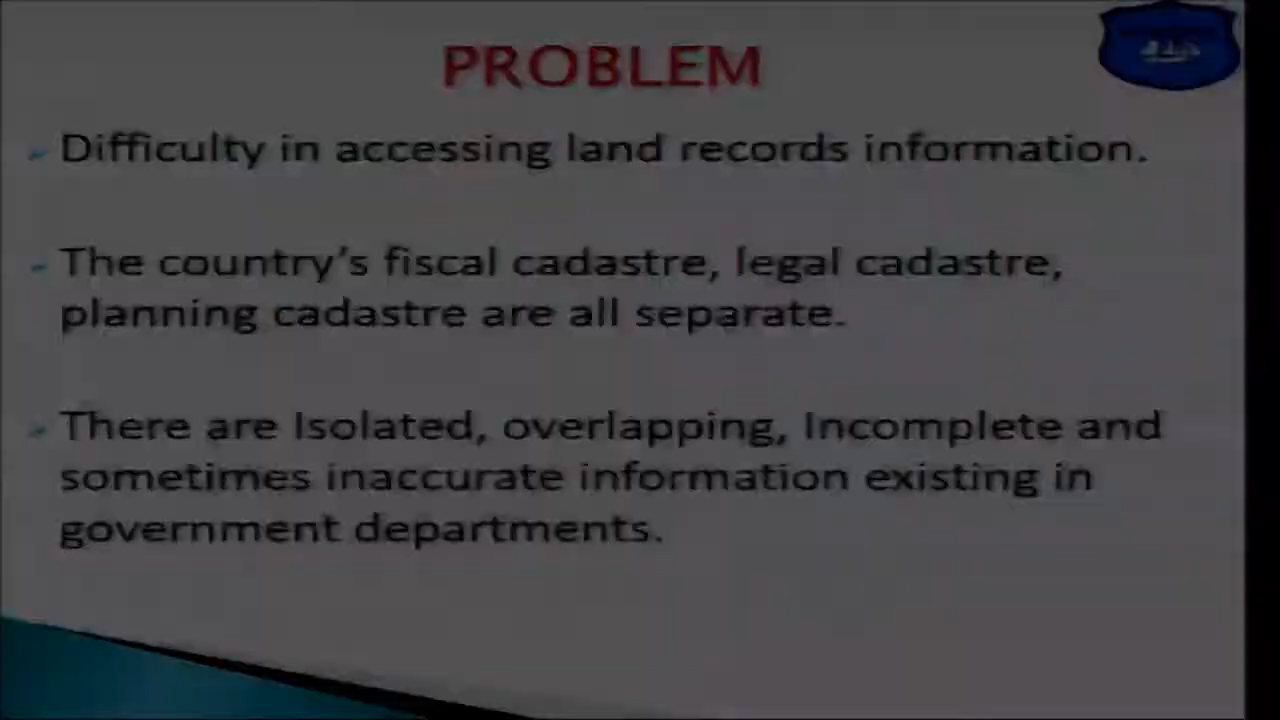 PROBLEM
Difficulty in accessing land records information.
The country's fiscal cadastre, legal cadastre,
planning cadastre are all separate.
There are Isolated, overlapping, Incomplete and
sometimes inaccurate information existing in
government departments.